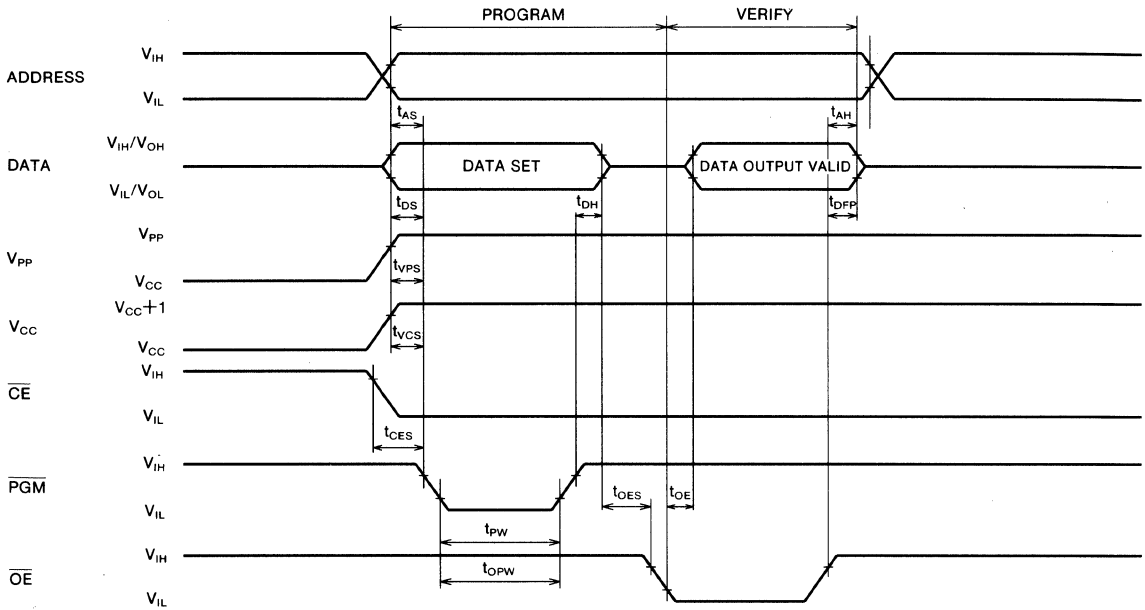 PROGRAM VERIFY
ADDRESS
VIH
VIL
tAS
tAH
DATA
VIH/VOH
VIL/VOL
DATA SET
DATA OUTPUT VALID
tDS
tDH
tDFP
VPP
VPP
VCC
tVPS
VCC
VCC+1
VCC
tVCS
CE
VIH
VIL
tCES
PGM
VIH
VIL
tOES
tOE
tPW
tOPW
OE
VIH
VIL